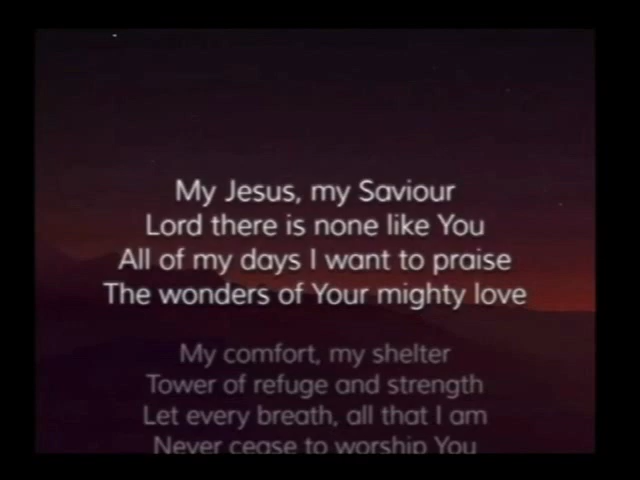 My Jesus, my Saviour
Lord there is none like You
All of my days I want to praise
The wonders of Your mighty love
My comfort, my shelter
Tower of refuge and strength
Let every breath, all that I am
Never cease to worship You